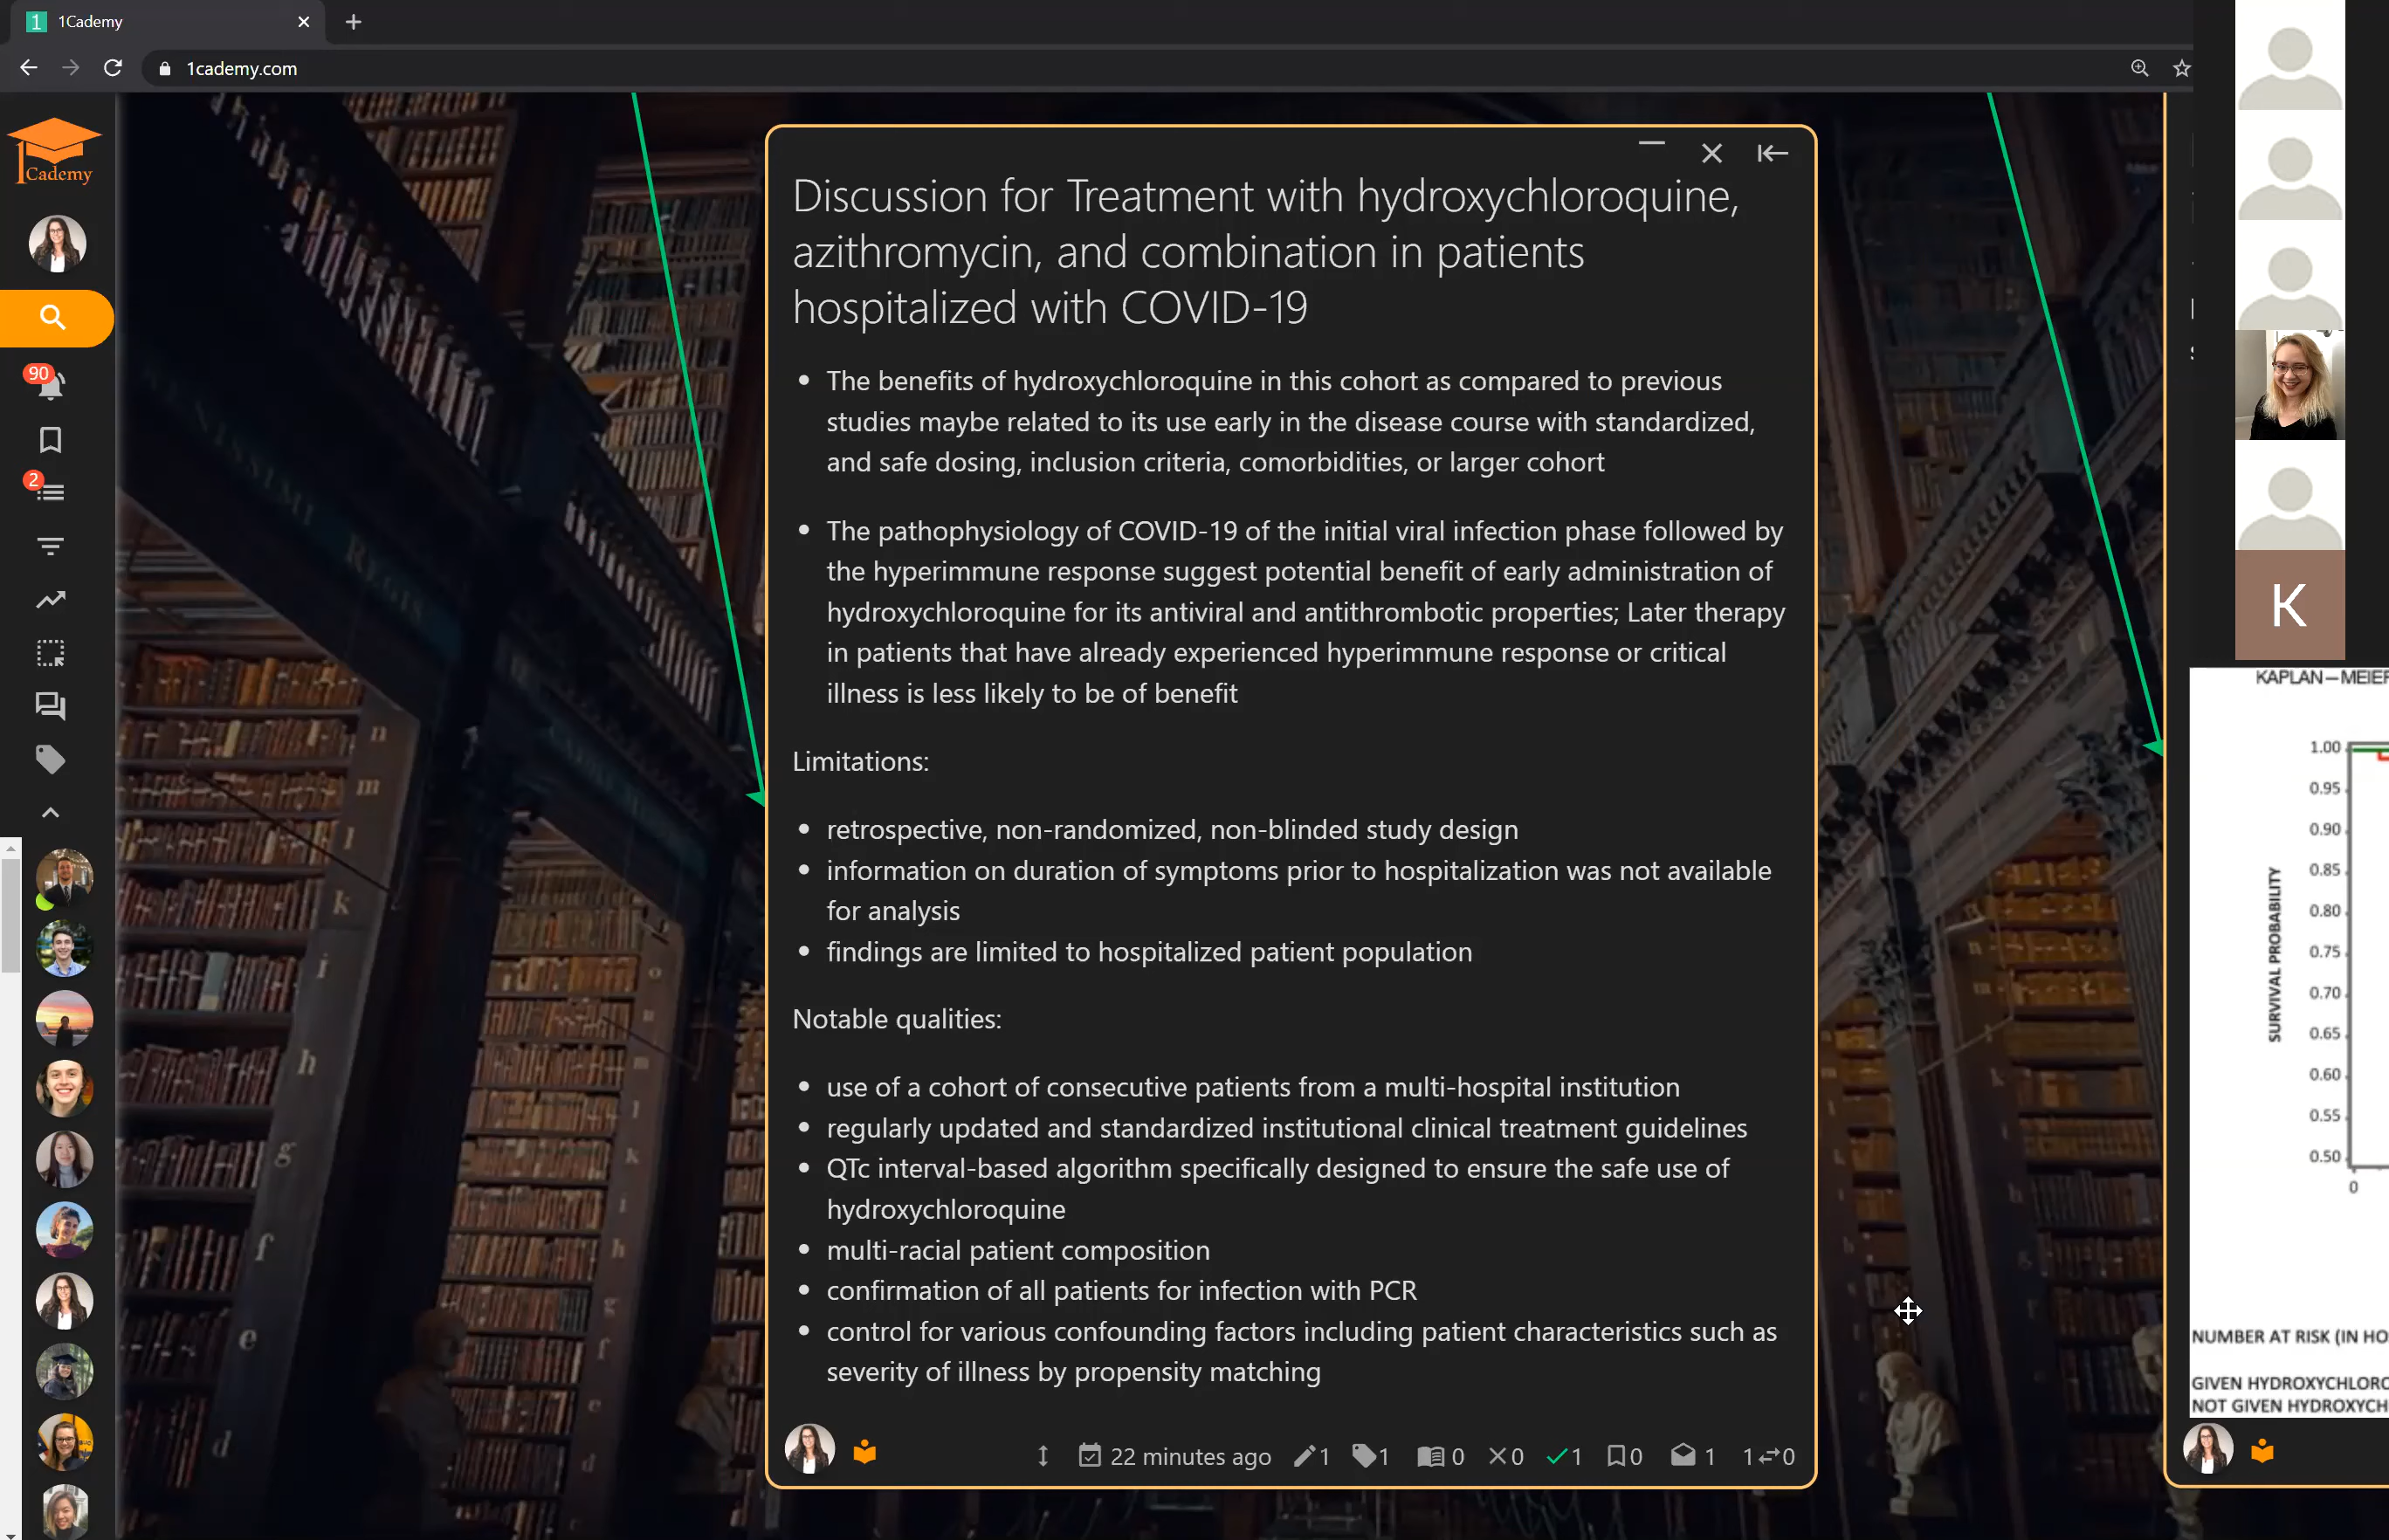 1 1Cademy
1cademy.com
1Cademy
Discussion for Treatment with hydroxychloroquine,
azithromycin, and combination in patients
hospitalized with COVID-19
• The benefits of hydroxychloroquine in this cohort as compared to previous
studies maybe related to its use early in the disease course with standardized,
and safe dosing, inclusion criteria, comorbidities, or larger cohort
• The pathophysiology of COVID-19 of the initial viral infection phase followed by
the hyperimmune response suggest potential benefit of early administration of
hydroxychloroquine for its antiviral and antithrombotic properties; Later therapy
in patients that have already experienced hyperimmune response or critical
illness is less likely to be of benefit
Limitations:
• retrospective, non-randomized, non-blinded study design
• information on duration of symptoms prior to hospitalization was not available
for analysis
• findings are limited to hospitalized patient population
Notable qualities:
• use of a cohort of consecutive patients from a multi-hospital institution
• regularly updated and standardized institutional clinical treatment guidelines
• QTc interval-based algorithm specifically designed to ensure the safe use of
hydroxychloroquine
• multi-racial patient composition
• confirmation of all patients for infection with PCR
• control for various confounding factors including patient characteristics such as
severity of illness by propensity matching
22 minutes ago 1 1 0 0 1 0 1 1 0
90
2
K
KAPLAN-MEIER
SURVIVAL PROBABILITY
1.00
0.95
0.90
0.85
0.80
0.75
0.70
0.65
0.60
0.55
0.50
0
NUMBER AT RISK (IN HO
GIVEN HYDROXYCHLORO
NOT GIVEN HYDROXYCH
n
m
l
k
i
h
g
f
e
d